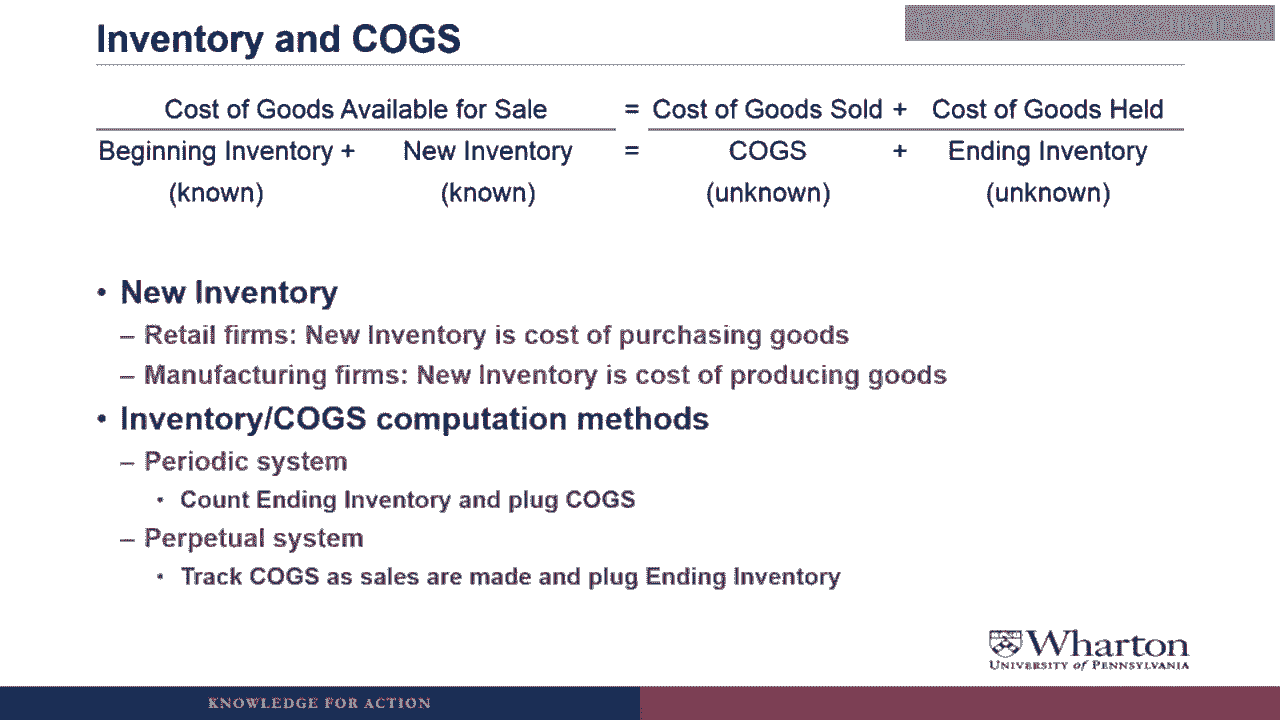 Inventory and COGS
Cost of Goods Available for Sale = Cost of Goods Sold + Cost of Goods Held
Beginning Inventory + New Inventory = COGS + Ending Inventory
(known) (known) (unknown) (unknown)
• New Inventory
– Retail firms: New Inventory is cost of purchasing goods
– Manufacturing firms: New Inventory is cost of producing goods
• Inventory/COGS computation methods
– Periodic system
• Count Ending Inventory and plug COGS
– Perpetual system
• Track COGS as sales are made and plug Ending Inventory
Wharton
UNIVERSITY of PENNSYLVANIA
KNOWLEDGE FOR ACTION